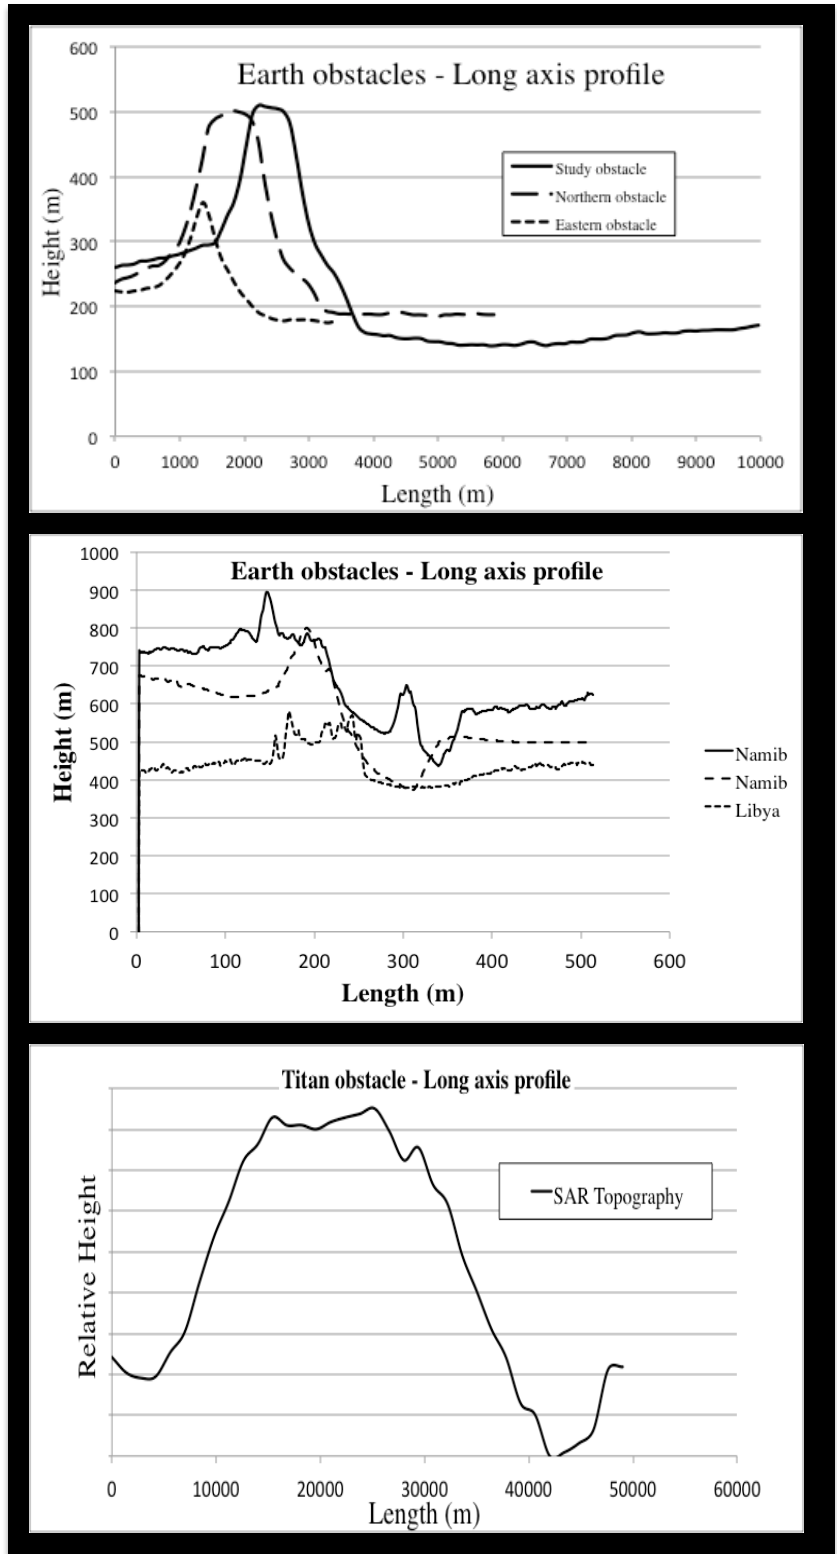 Earth obstacles - Long axis profile
600
500
400
300
200
100
0
Height (m)
Study obstacle
Northern obstacle
Eastern obstacle
0 1000 2000 3000 4000 5000 6000 7000 8000 9000 10000
Length (m)
Earth obstacles - Long axis profile
1000
900
800
700
600
500
400
300
200
100
0
Height (m)
Namib
Namib
Libya
0 100 200 300 400 500 600
Length (m)
Titan obstacle - Long axis profile
Relative Height
SAR Topography
0 10000 20000 30000 40000 50000 60000
Length (m)